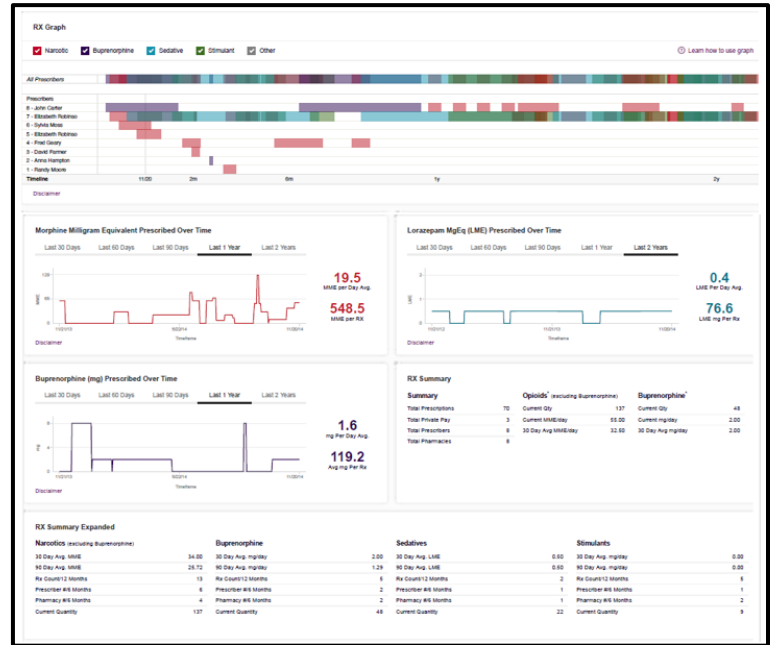 RX Graph
Narcotic Buprenorphine Sedative Stimulant Other Learn how to use graph
All Prescribers
Prescribers
8 - John Carter
7 - Elizabeth Robinso
6 - Sylvia Moss
5 - Elizabeth Robinso
4 - Fred Geary
3 - David Farmer
2 - Anna Hampton
1 - Randy Moore
Timeline 11/20 2m 6m 1y 2y
Disclaimer
Morphine Milligram Equivalent Prescribed Over Time
Last 30 Days Last 60 Days Last 90 Days Last 1 Year Last 2 Years
MME
0
Timeframe
19.5
MME per Day Avg.
548.5
MME per RX
Disclaimer
Lorazepam MgEq (LME) Prescribed Over Time
Last 30 Days Last 60 Days Last 90 Days Last 1 Year Last 2 Years
2
1
0
LME
Timeframe
0.4
LME Per Day Avg.
76.6
LME mg Per Rx
Disclaimer
Buprenorphine (mg) Prescribed Over Time
Last 30 Days Last 60 Days Last 90 Days Last 1 Year Last 2 Years
8
4
0
mg
Timeframe
1.6
mg Per Day Avg.
119.2
Avg mg Per Rx
Disclaimer
RX Summary
Summary Opioids* (excluding Buprenorphine) Buprenorphine*
Total Prescriptions 70 Current Qty 137 Current Qty 48
Total Private Pay 3 Current MME/day 65.00 Current mg/day 2.00
Total Prescribers 8 30 Day Avg MME/day 32.50 30 Day Avg mg/day 2.00
Total Pharmacies 8
RX Summary Expanded
Narcotics (excluding Buprenorphine) Buprenorphine Sedatives Stimulants
30 Day Avg. MME 34.00 30 Day Avg. mg/day 2.00 30 Day Avg. LME 0.50 30 Day Avg. mg/day 0.00
90 Day Avg. MME 25.72 90 Day Avg. mg/day 1.29 90 Day Avg. LME 0.50 90 Day Avg. mg/day 0.00
Rx Count/12 Months 13 Rx Count/12 Months 5 Rx Count/12 Months 2 Rx Count/12 Months 5
Prescriber #/6 Months 6 Prescriber #/6 Months 2 Prescriber #/6 Months 1 Prescriber #/6 Months 1
Pharmacy #/6 Months 4 Pharmacy #/6 Months 2 Pharmacy #/6 Months 1 Pharmacy #/6 Months 2
Current Quantity 137 Current Quantity 48 Current Quantity 22 Current Quantity 9